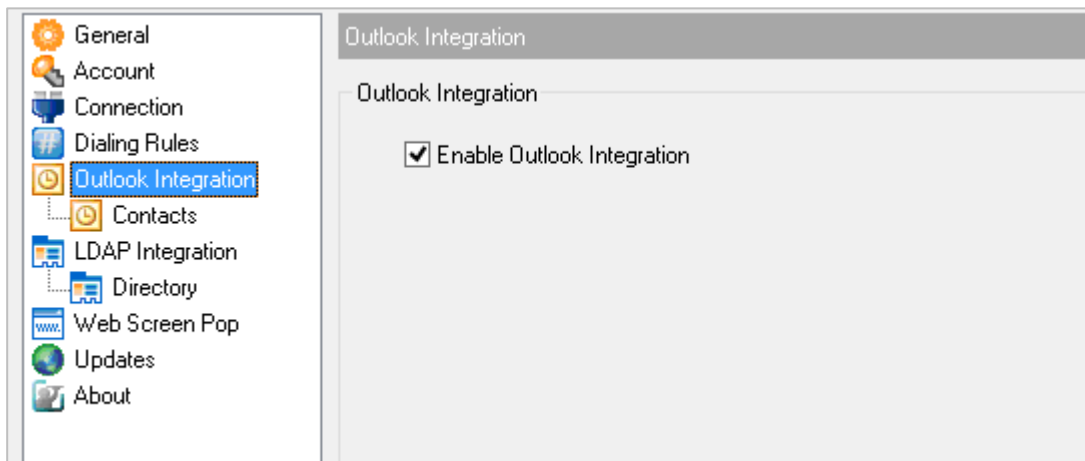 General
Account
Connection
# Dialing Rules
Outlook Integration
Contacts
LDAP Integration
Directory
www. Web Screen Pop
Updates
About
Outlook Integration
Outlook Integration
Enable Outlook Integration